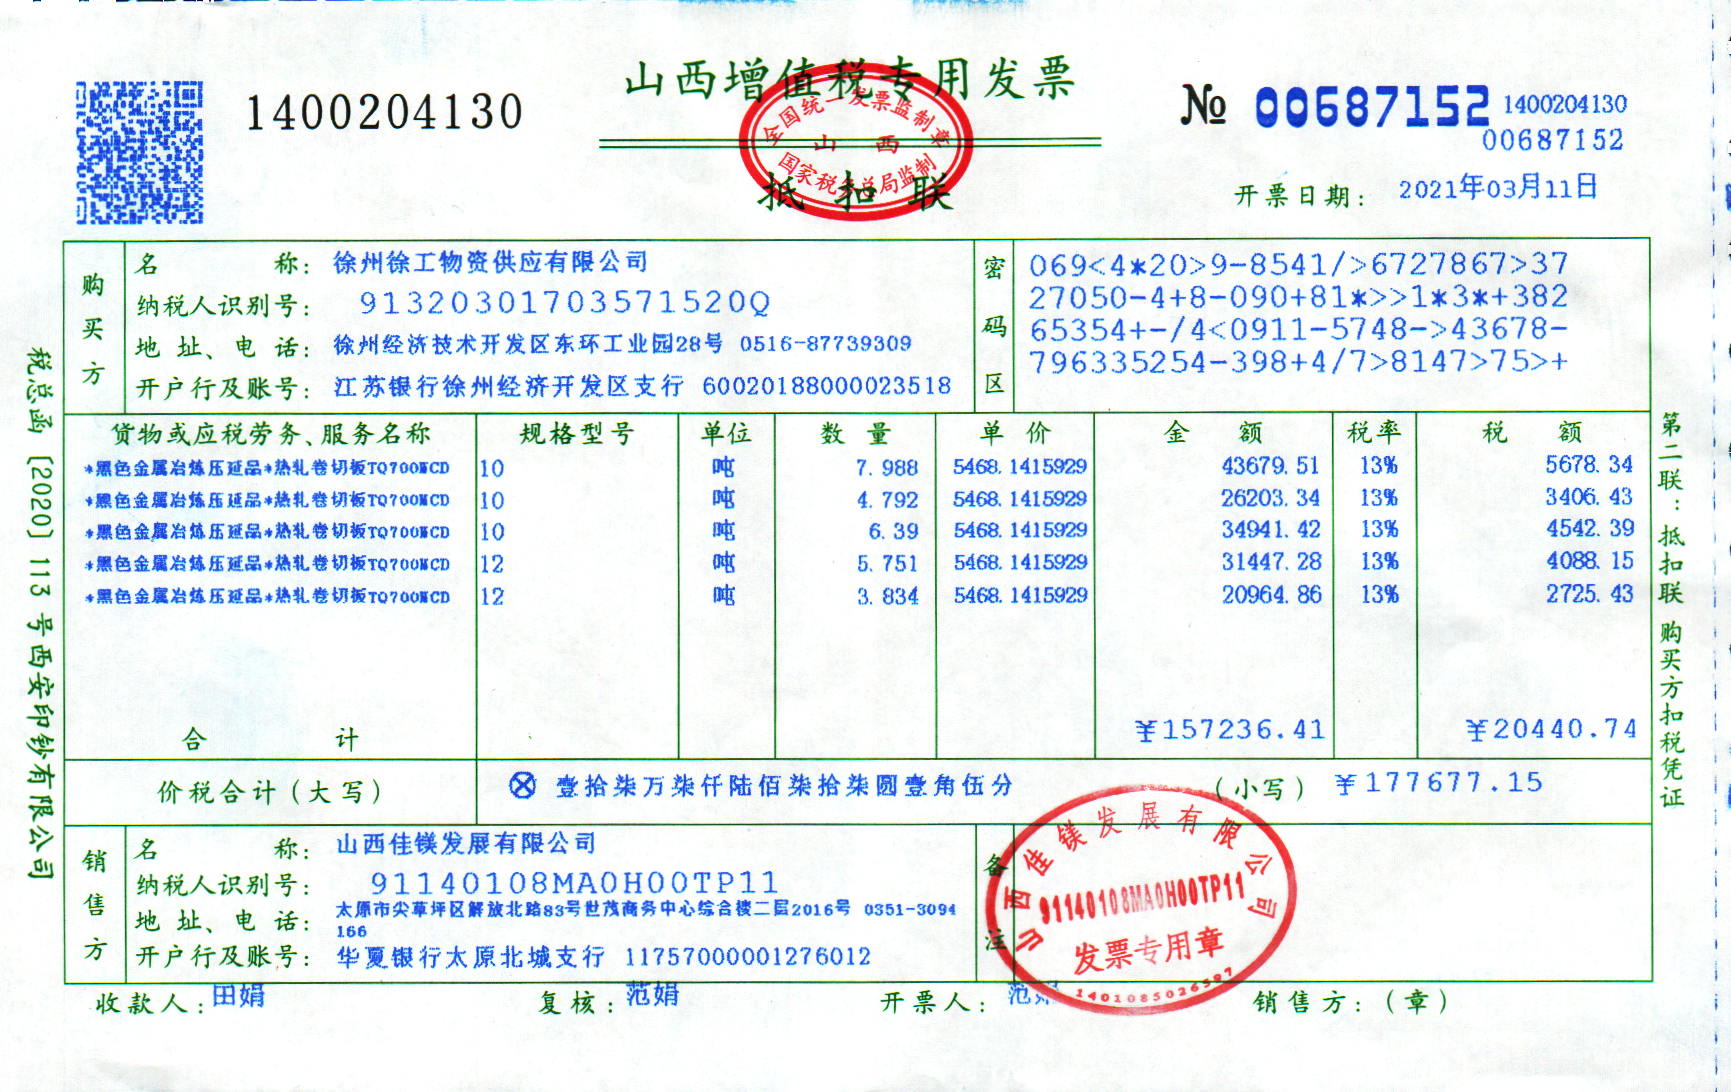 山西增值税专用发票
1400204130
№ 00687152 1400204130
00687152
全国统一发票监制章
山 西
国家税务总局监制
抵扣联
开票日期: 2021年03月11日
税总函〔2020〕113号西安印钞有限公司
购买方
名 称: 徐州徐工物资供应有限公司
纳税人识别号: 91320301703571520Q
地址、电话: 徐州经济技术开发区东环工业园28号 0516-87739309
开户行及账号: 江苏银行徐州经济开发区支行 60020188000023518
密码区
069<4*20>9-8541/>6727867>37
27050-4+8-090+81*>>1*3*+382
65354+-/4<0911-5748->43678-
796335254-398+4/7>8147>75>+
货物或应税劳务、服务名称 规格型号 单位 数量 单价 金额 税率 税额
*黑色金属冶炼压延品*热轧卷切板TQ700MCD 10 吨 7.988 5468.1415929 43679.51 13% 5678.34
*黑色金属冶炼压延品*热轧卷切板TQ700MCD 10 吨 4.792 5468.1415929 26203.34 13% 3406.43
*黑色金属冶炼压延品*热轧卷切板TQ700MCD 10 吨 6.39 5468.1415929 34941.42 13% 4542.39
*黑色金属冶炼压延品*热轧卷切板TQ700MCD 12 吨 5.751 5468.1415929 31447.28 13% 4088.15
*黑色金属冶炼压延品*热轧卷切板TQ700MCD 12 吨 3.834 5468.1415929 20964.86 13% 2725.43
合 计 ¥157236.41 ¥20440.74
价税合计(大写) ⊗ 壹拾柒万柒仟陆佰柒拾柒圆壹角伍分 (小写) ¥177677.15
第二联:抵扣联 购买方扣税凭证
销售方
名 称: 山西佳镁发展有限公司
纳税人识别号: 91140108MA0H00TP11
地址、电话: 太原市尖草坪区解放北路83号世茂商务中心综合楼二层2016号 0351-3094
166
开户行及账号: 华夏银行太原北城支行 11757000001276012
备注
山西佳镁发展有限公司
91140108MA0H00TP11
发票专用章
1401085026587
收款人: 田娟 复核: 范娟 开票人: 范娟 销售方:(章)